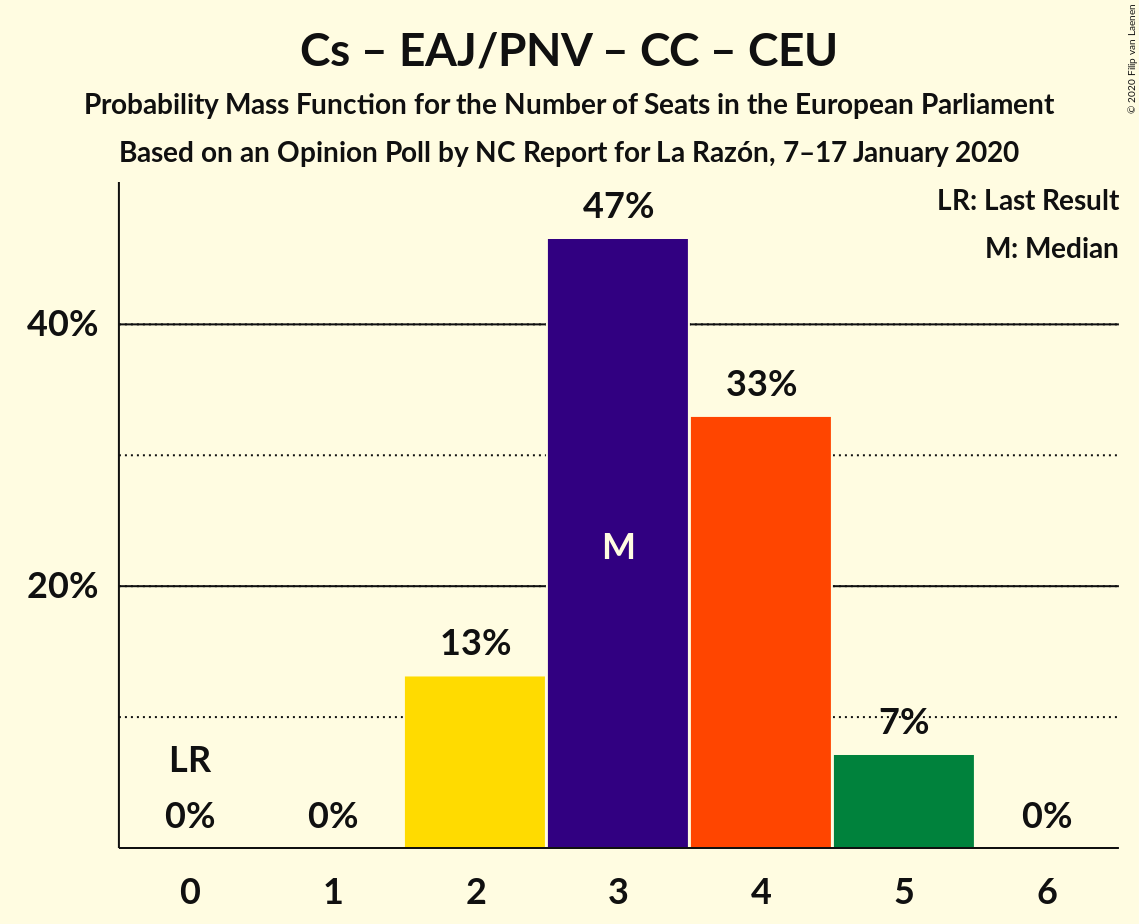 Cs – EAJ/PNV – CC – CEU
Probability Mass Function for the Number of Seats in the European Parliament
Based on an Opinion Poll by NC Report for La Razón, 7–17 January 2020
© 2020 Filip van Laenen
LR: Last Result
M: Median
47%
40%
33%
M
20%
13%
7%
LR
0%
0%
0%
0
1
2
3
4
5
6